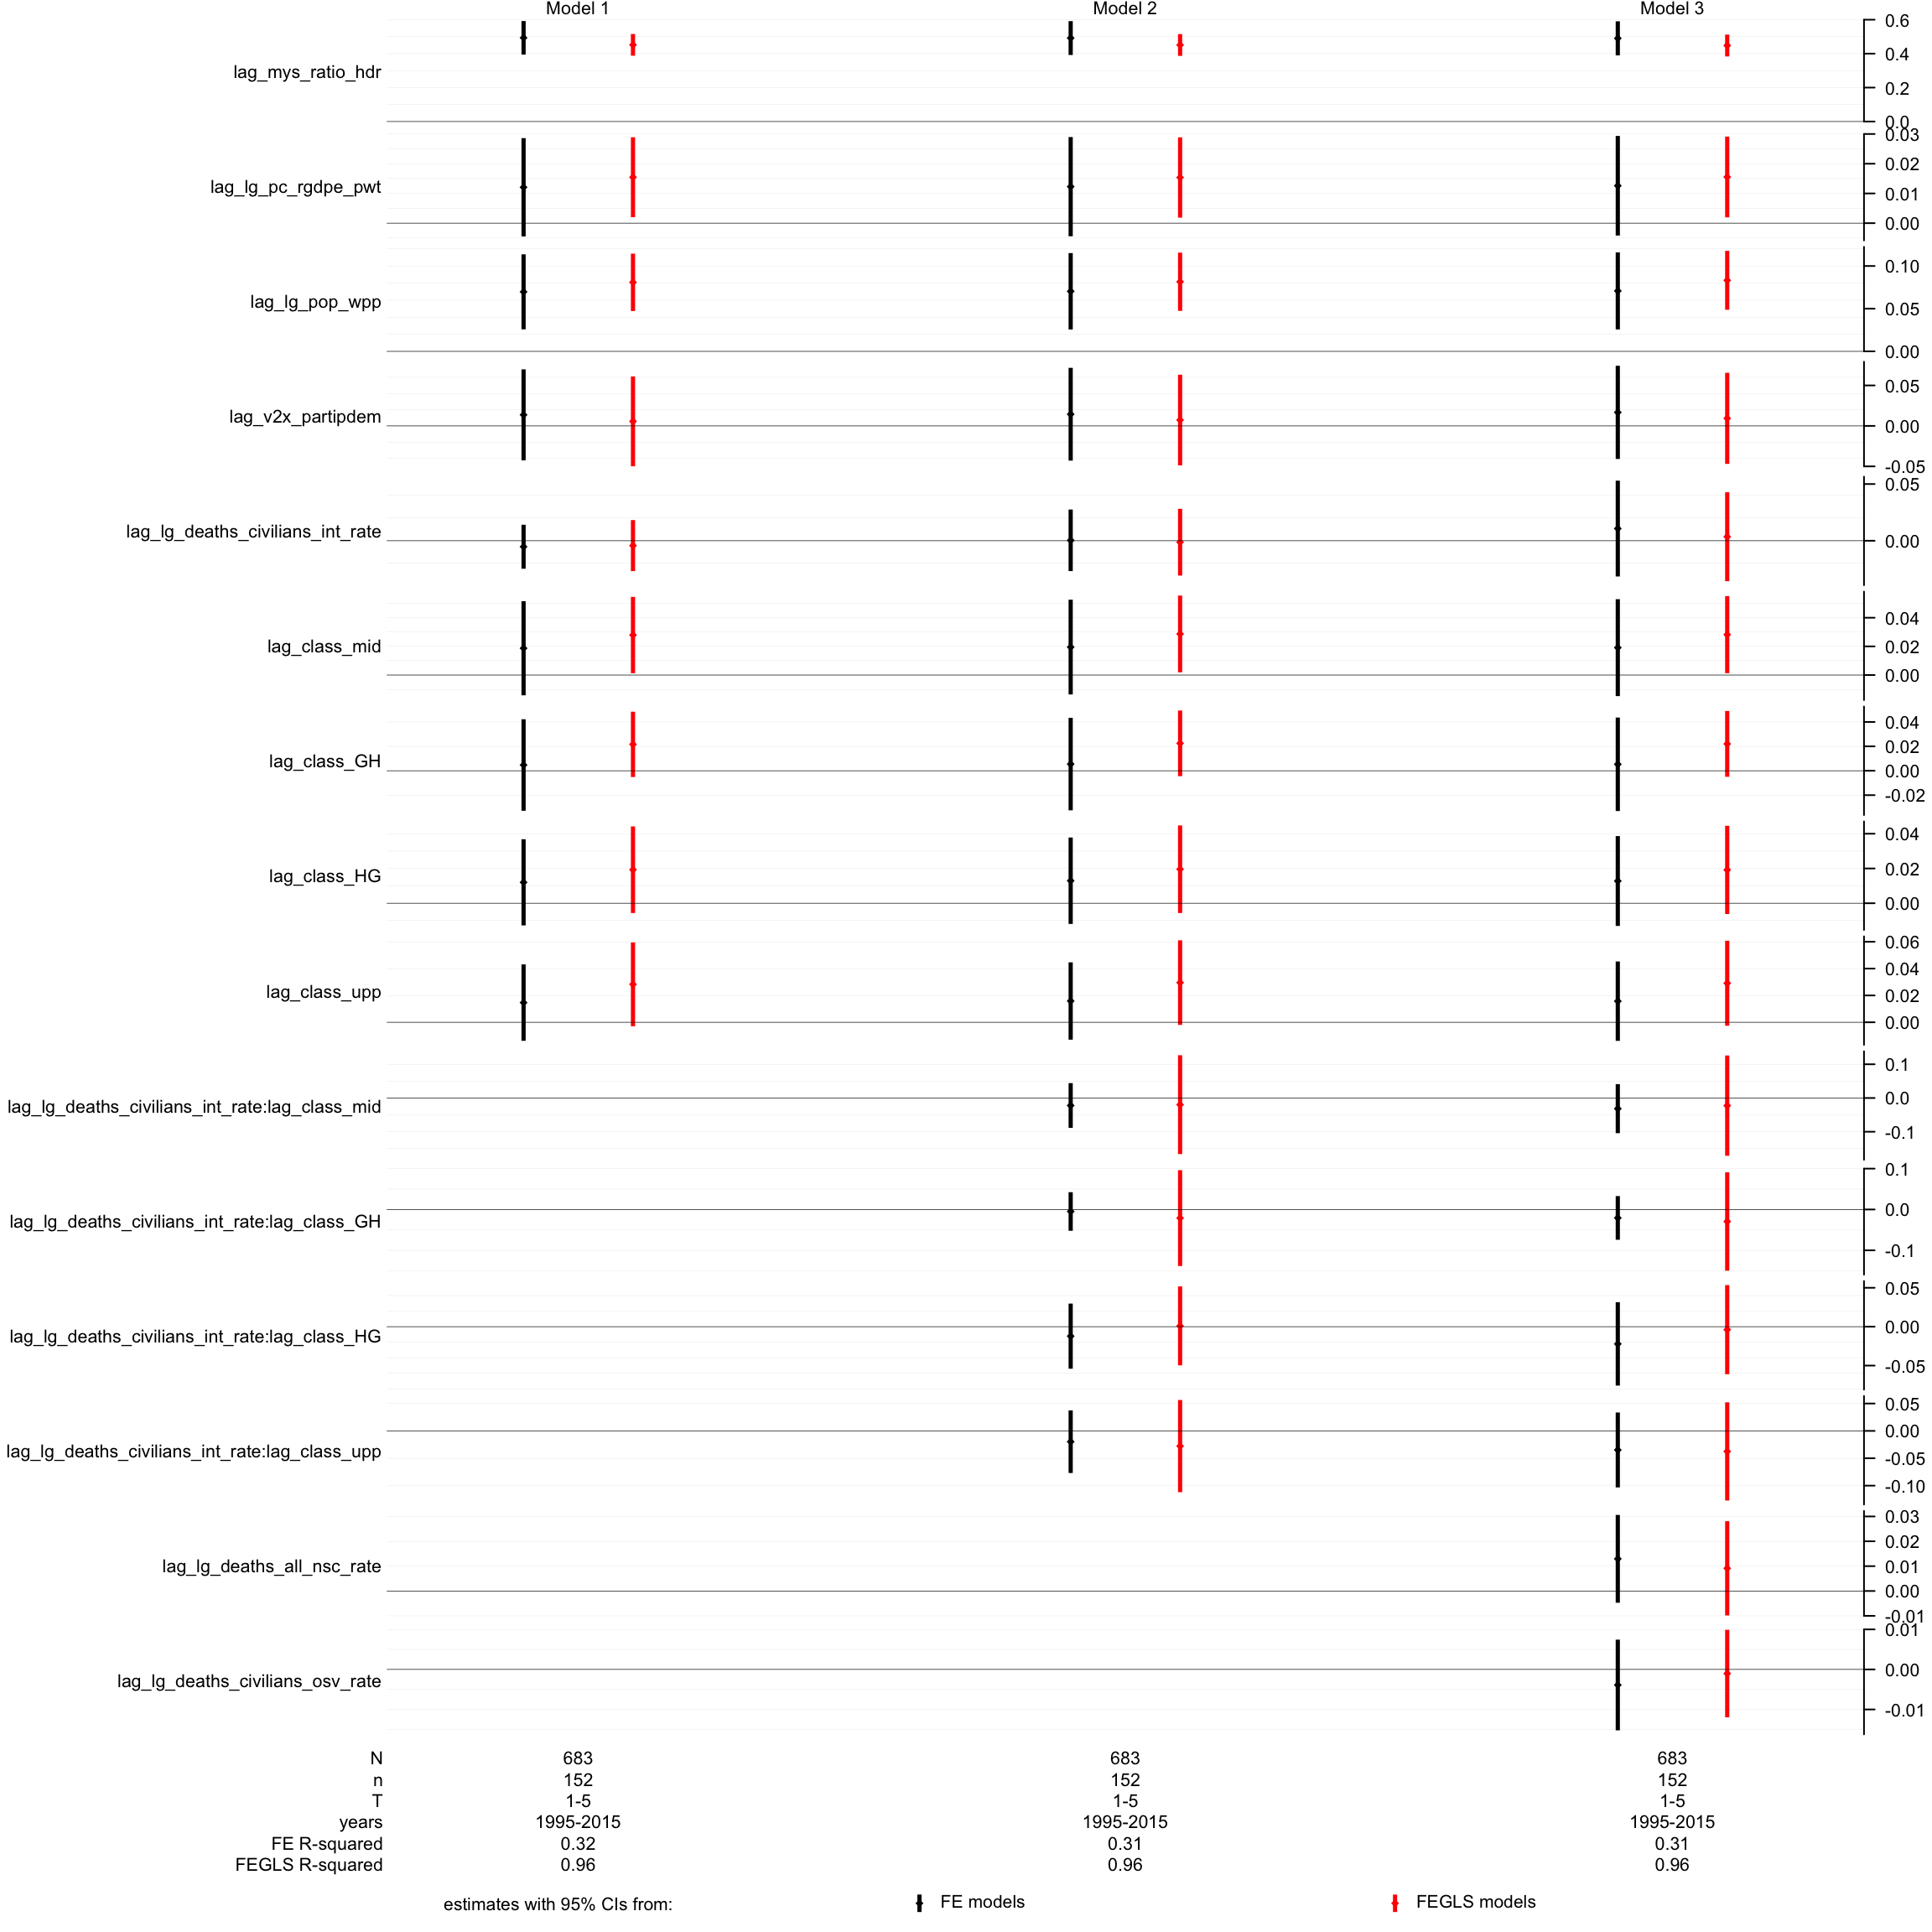 Model 1 Model 2 Model 3
lag_mys_ratio_hdr
0.6
0.4
0.2
0.0
lag_lg_pc_rgdpe_pwt
0.03
0.02
0.01
0.00
lag_lg_pop_wpp
0.10
0.05
0.00
lag_v2x_partipdem
0.05
0.00
-0.05
lag_lg_deaths_civilians_int_rate
0.05
0.00
lag_class_mid
0.04
0.02
0.00
lag_class_GH
0.04
0.02
0.00
-0.02
lag_class_HG
0.04
0.02
0.00
lag_class_upp
0.06
0.04
0.02
0.00
lag_lg_deaths_civilians_int_rate:lag_class_mid
0.1
0.0
-0.1
lag_lg_deaths_civilians_int_rate:lag_class_GH
0.1
0.0
-0.1
lag_lg_deaths_civilians_int_rate:lag_class_HG
0.05
0.00
-0.05
lag_lg_deaths_civilians_int_rate:lag_class_upp
0.05
0.00
-0.05
-0.10
lag_lg_deaths_all_nsc_rate
0.03
0.02
0.01
0.00
-0.01
lag_lg_deaths_civilians_osv_rate
0.01
0.00
-0.01
N 683 683 683
n 152 152 152
T 1-5 1-5 1-5
years 1995-2015 1995-2015 1995-2015
FE R-squared 0.32 0.31 0.31
FEGLS R-squared 0.96 0.96 0.96
estimates with 95% CIs from: FE models FEGLS models